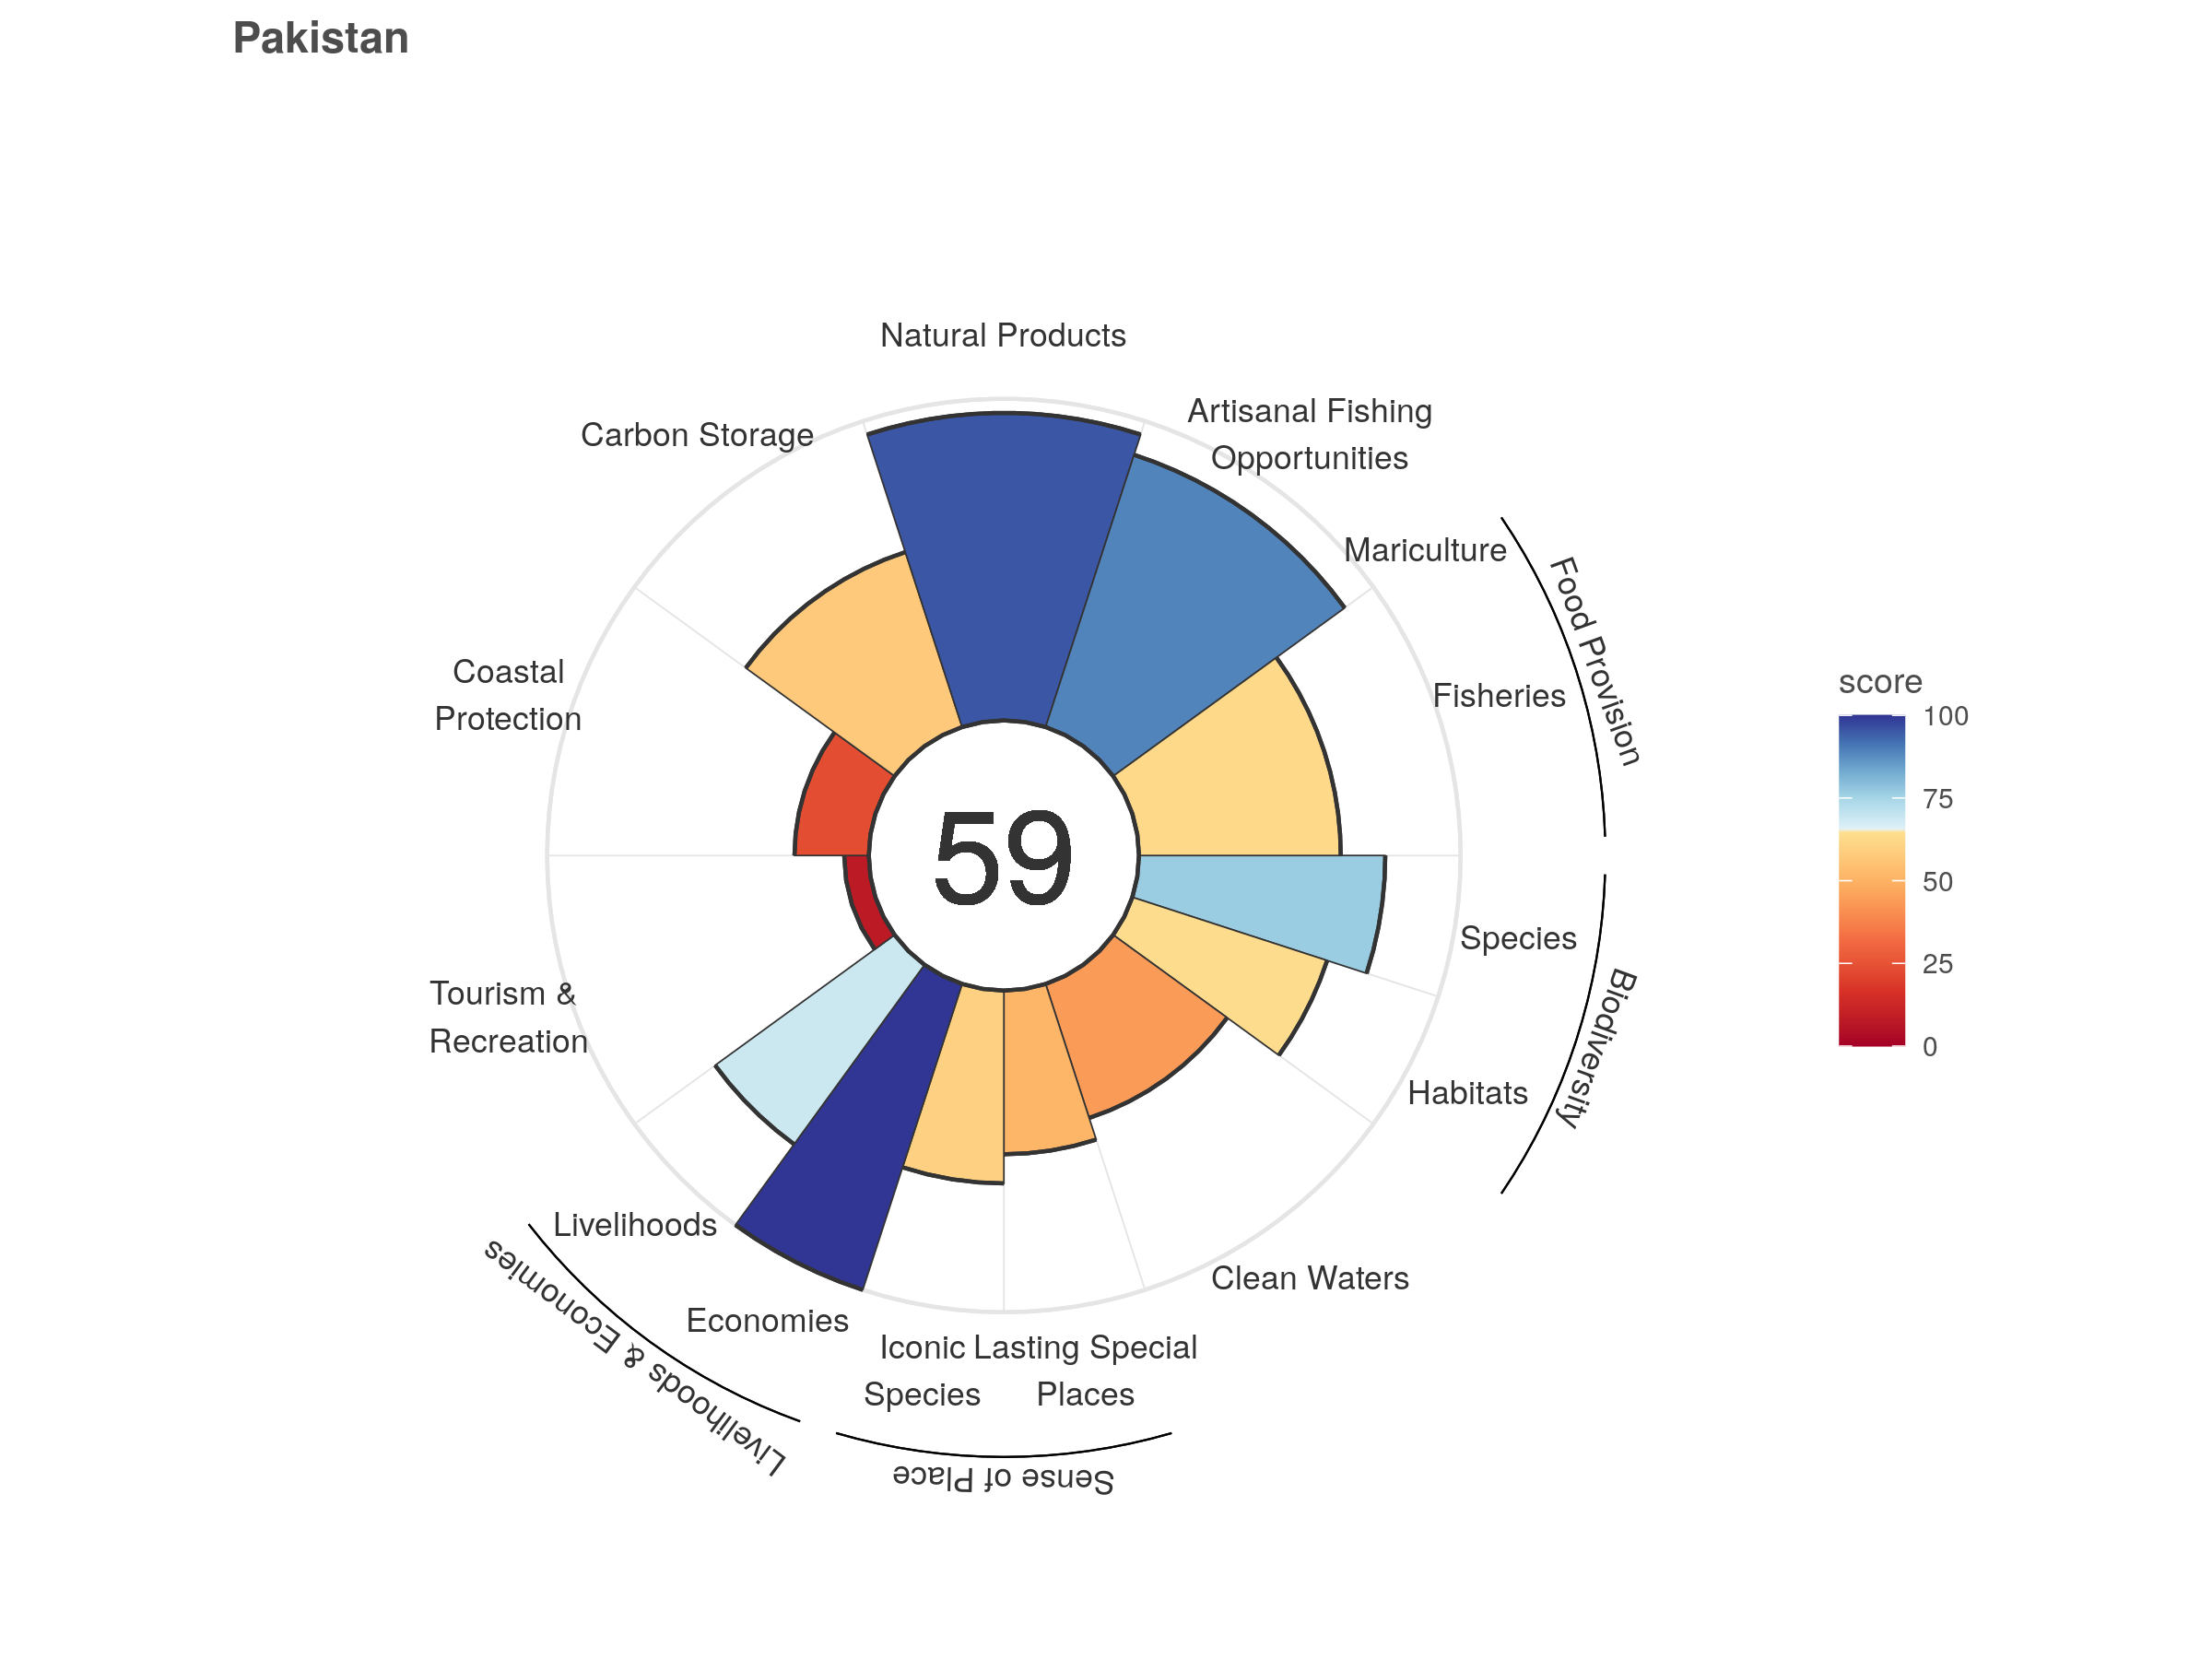 Pakistan
Natural Products
Artisanal Fishing
Opportunities
Carbon Storage
Mariculture
Food Provision
Fisheries
Coastal
Protection
score
100
75
50
25
0
59
Species
Biodiversity
Habitats
Tourism &
Recreation
Livelihoods
Economies
Livelihoods & Economies
Clean Waters
Iconic
Species
Lasting Special
Places
Sense of Place